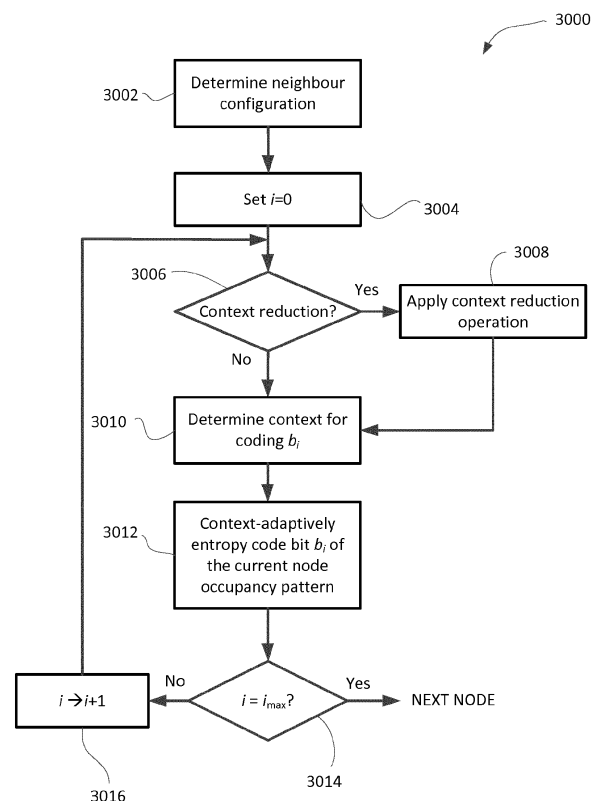 3000
Determine neighbour
configuration
3002
Set i=0
3004
3006
Context reduction?
Yes
No
3008
Apply context reduction
operation
3010
Determine context for
coding bi
3012
Context-adaptively
entropy code bit bi of
the current node
occupancy pattern
i = imax?
Yes
No
NEXT NODE
3014
i →i+1
3016